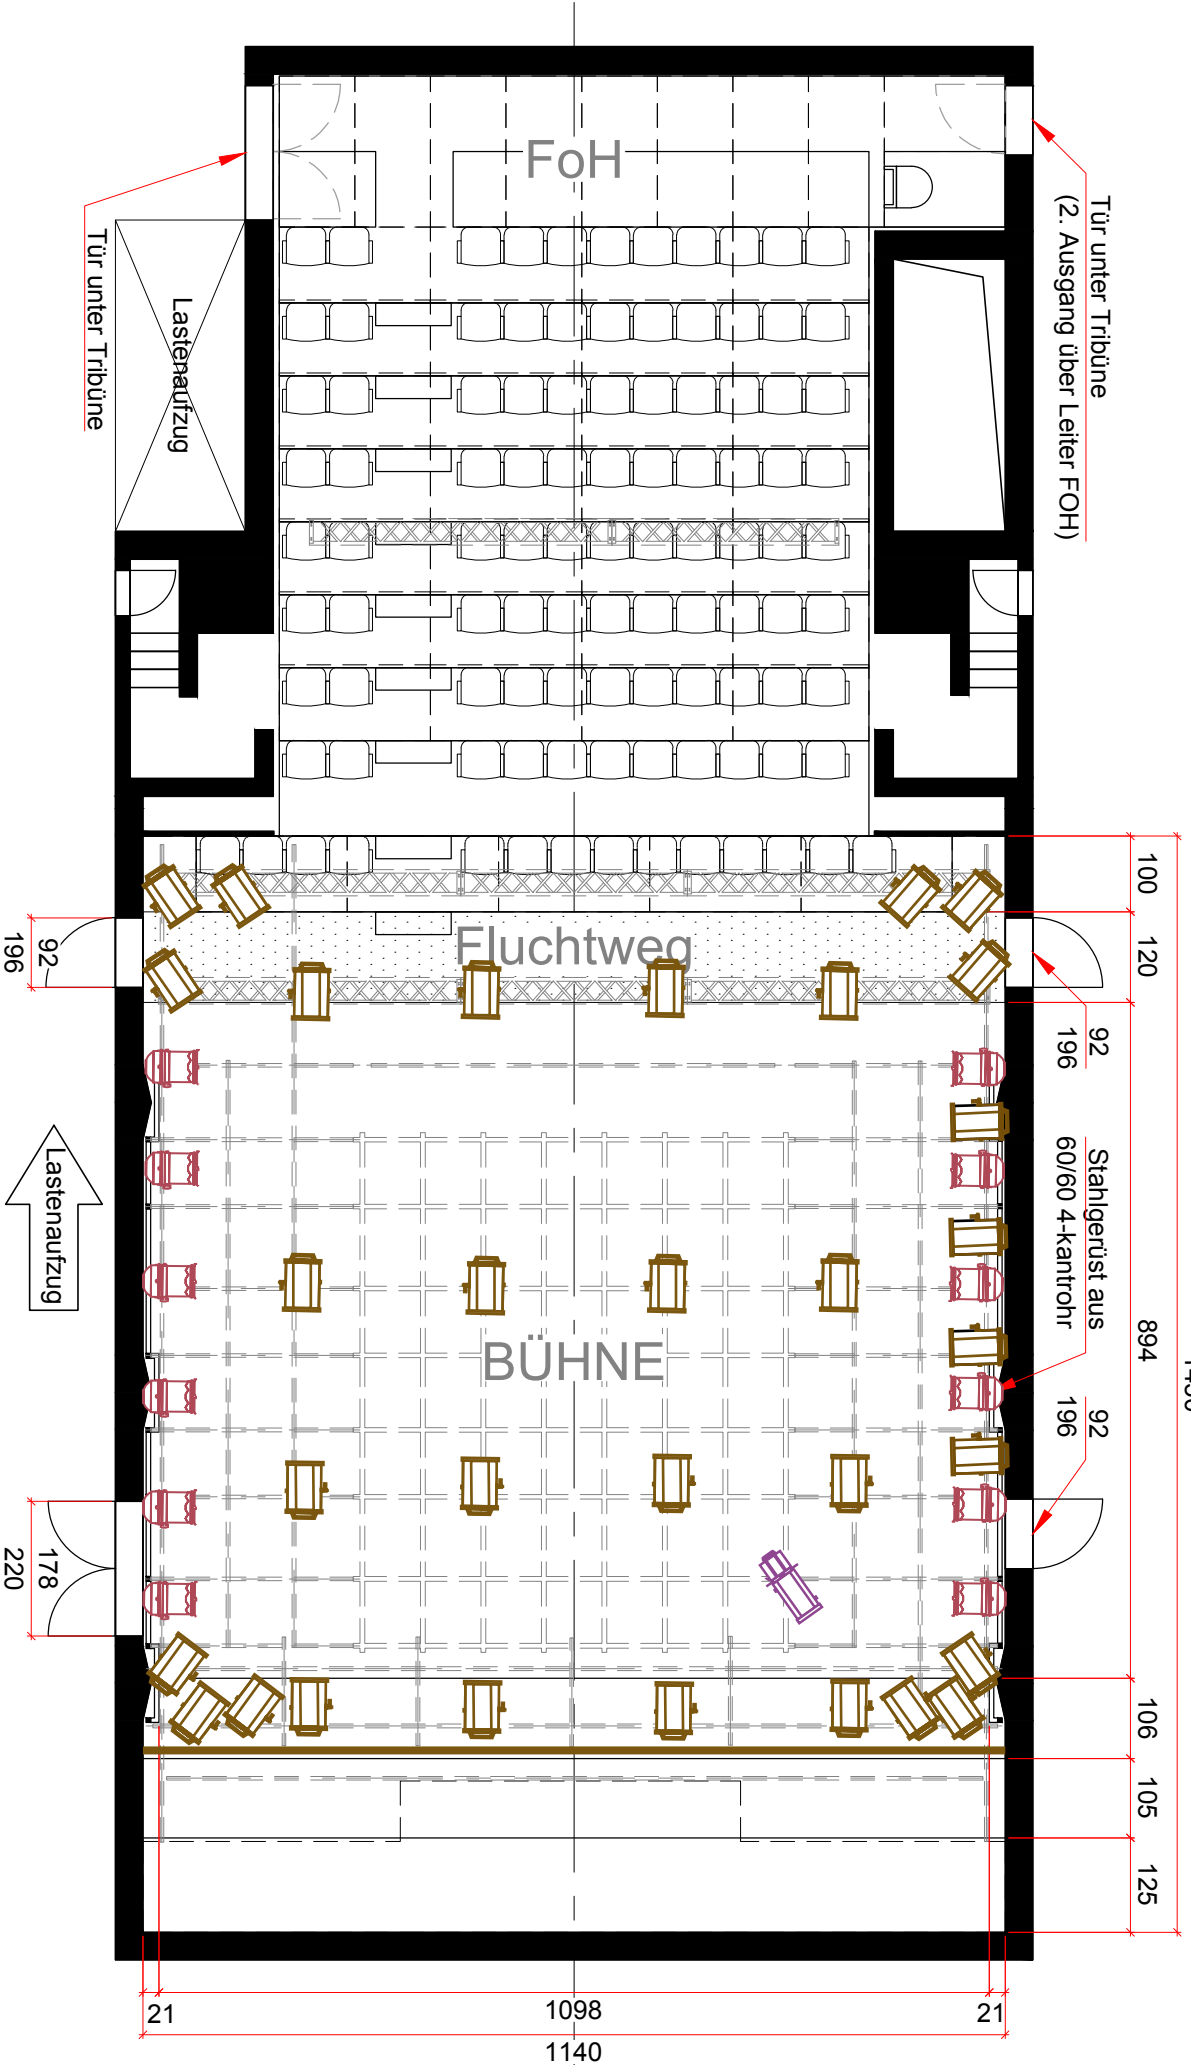 FoH
Tür unter Tribüne
(2. Ausgang über Leiter FOH)
Tür unter Tribüne
Lastenaufzug
100
Fluchtweg
120
92
196
92
196
Stahlgerüst aus
60/60 4-kantrohr
Lastenaufzug
894
BÜHNE
92
196
178
220
106
105
125
21
1098
21
1140